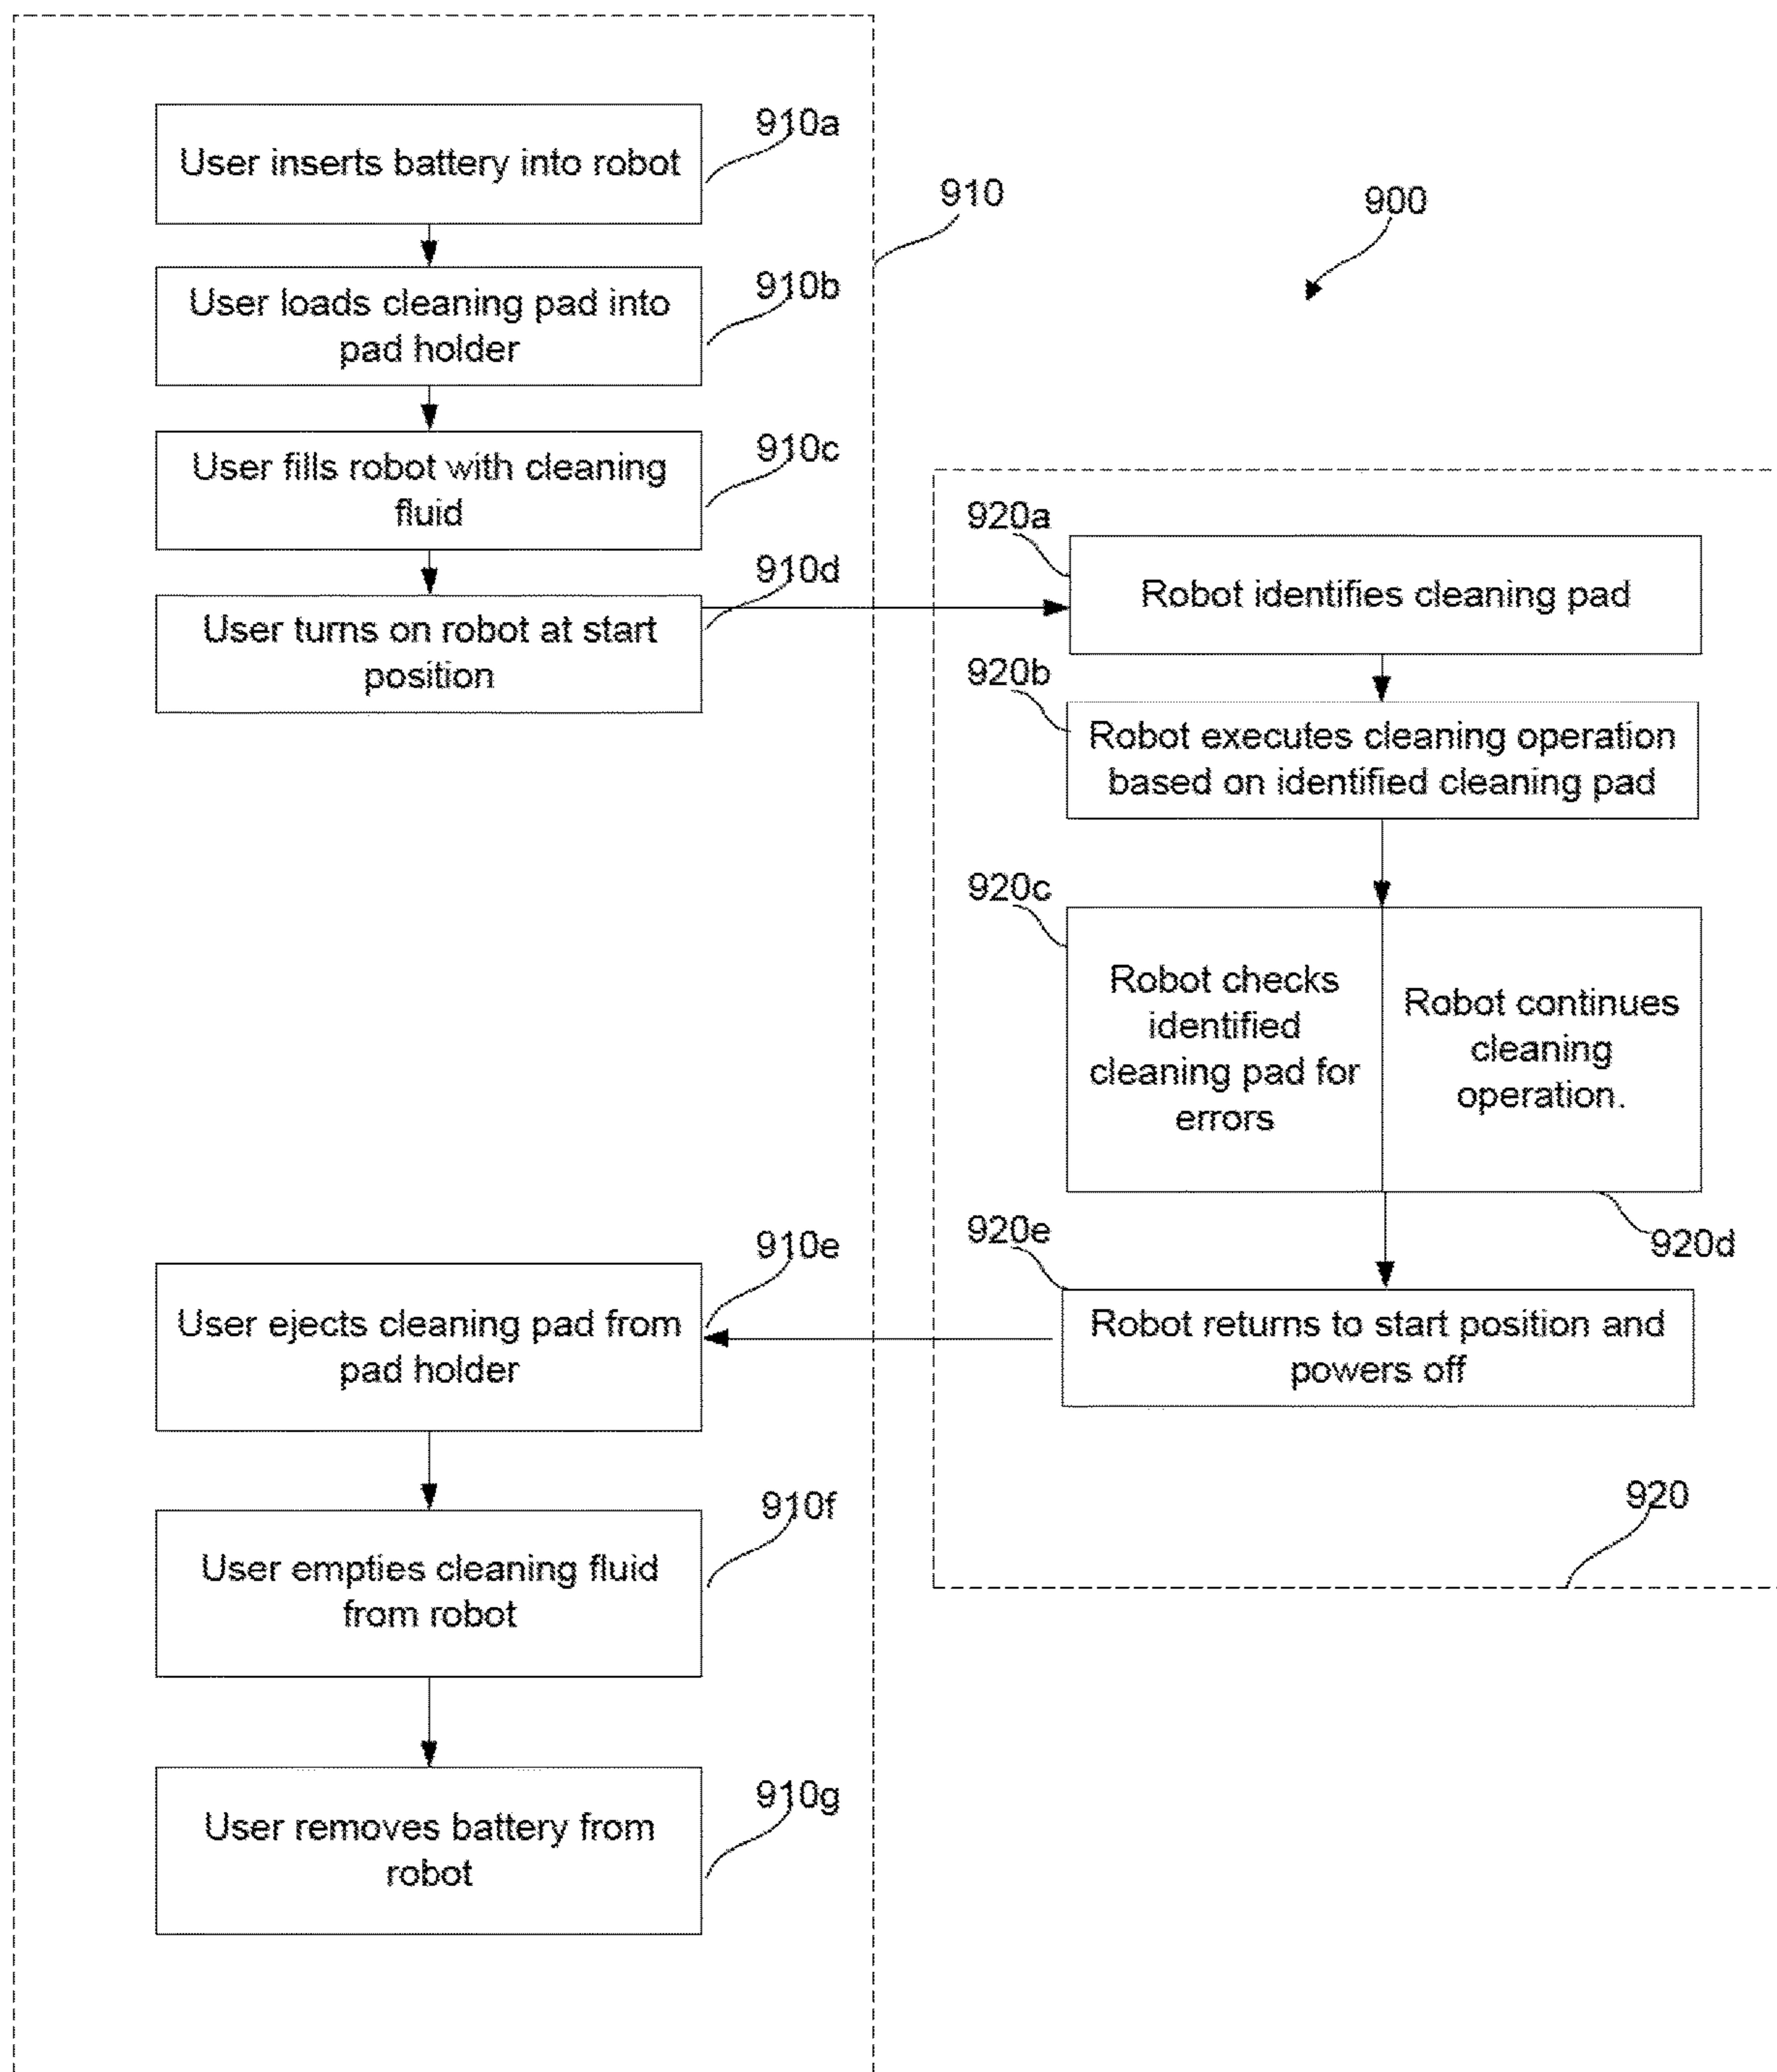 910a
User inserts battery into robot
910
900
910b
User loads cleaning pad into
pad holder
910c
User fills robot with cleaning
fluid
910d
User turns on robot at start
position
920a
Robot identifies cleaning pad
920b
Robot executes cleaning operation
based on identified cleaning pad
920c
Robot checks
identified
cleaning pad for
errors
Robot continues
cleaning
operation.
920d
920e
Robot returns to start position and
powers off
910e
User ejects cleaning pad from
pad holder
920
910f
User empties cleaning fluid
from robot
910g
User removes battery from
robot